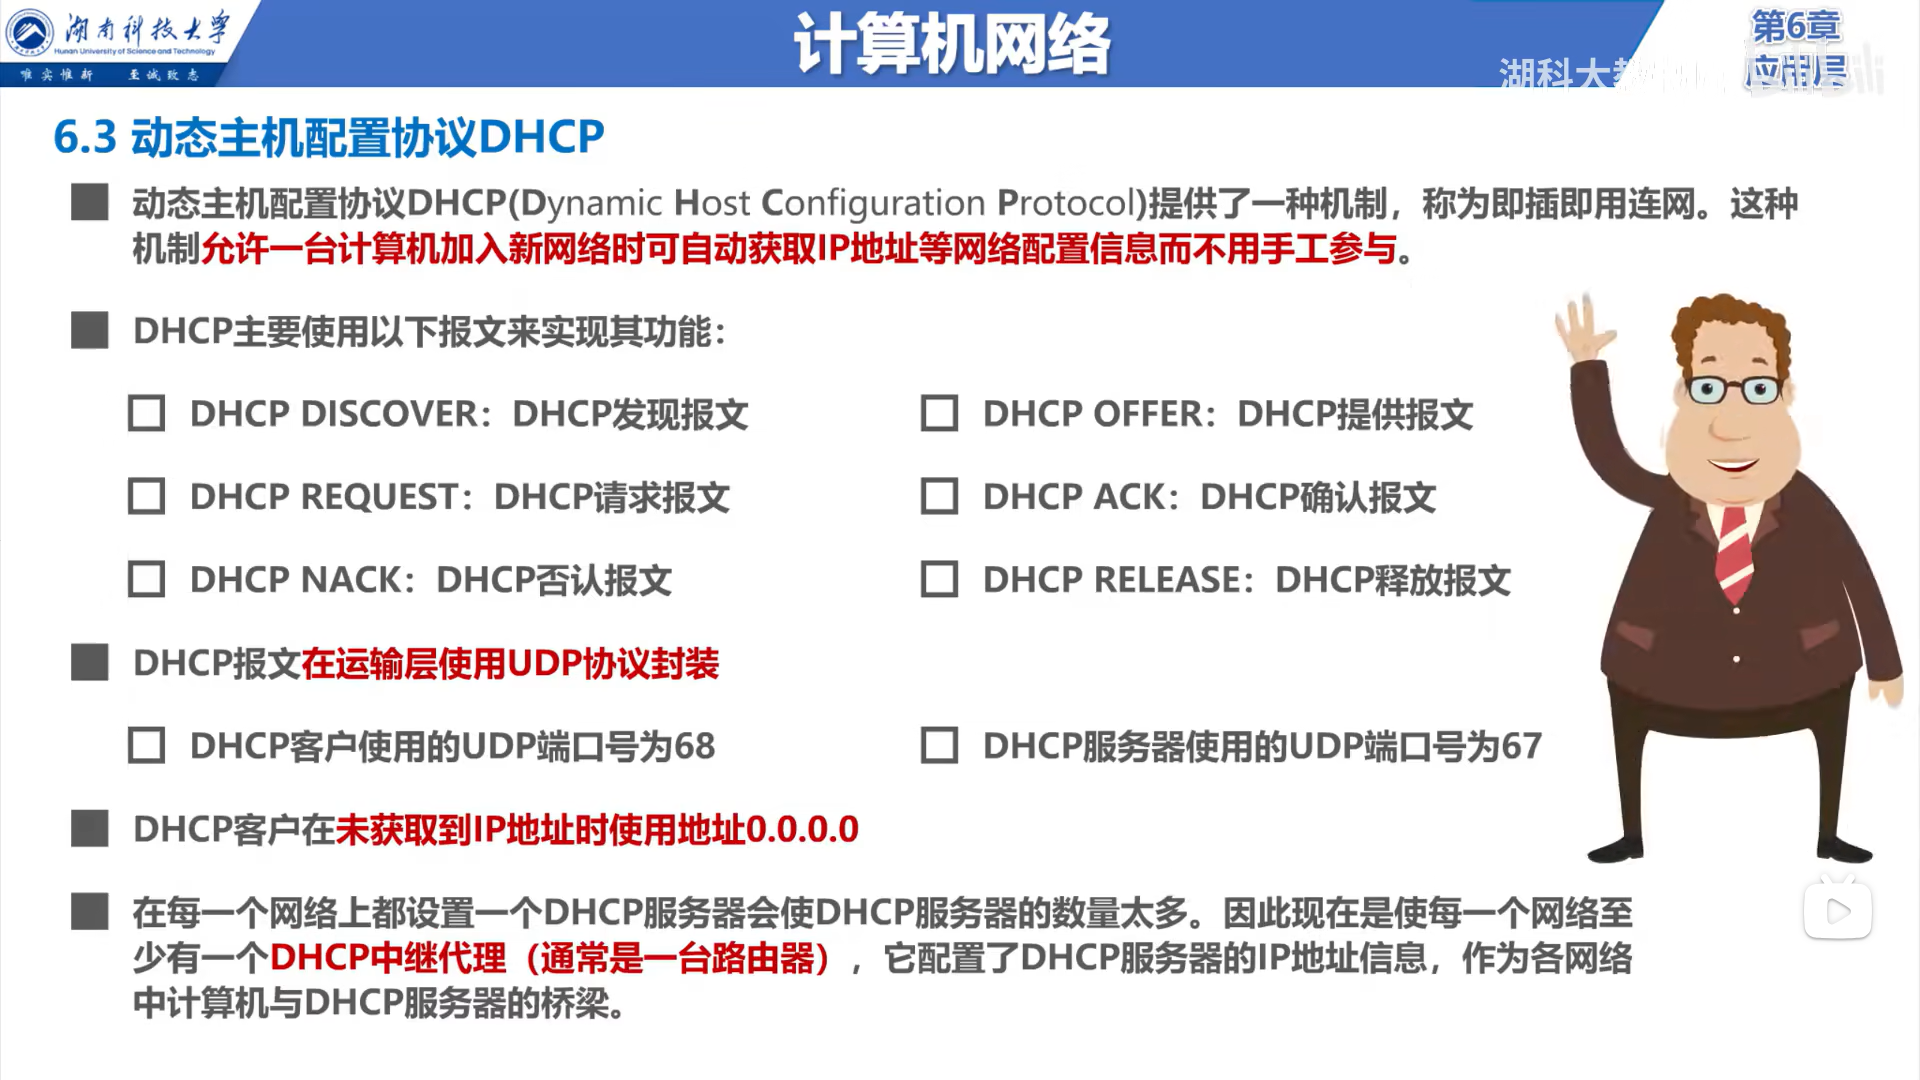 湖南科技大学
Hunan University of Science and Technology
唯实惟新 至诚致志
计算机网络
第6章
应用层
湖科大教
6.3 动态主机配置协议DHCP
动态主机配置协议DHCP(Dynamic Host Configuration Protocol)提供了一种机制，称为即插即用连网。这种
机制允许一台计算机加入新网络时可自动获取IP地址等网络配置信息而不用手工参与。
DHCP主要使用以下报文来实现其功能：
DHCP DISCOVER：DHCP发现报文
DHCP OFFER：DHCP提供报文
DHCP REQUEST：DHCP请求报文
DHCP ACK：DHCP确认报文
DHCP NACK：DHCP否认报文
DHCP RELEASE：DHCP释放报文
DHCP报文在运输层使用UDP协议封装
DHCP客户使用的UDP端口号为68
DHCP服务器使用的UDP端口号为67
DHCP客户在未获取到IP地址时使用地址0.0.0.0
在每一个网络上都设置一个DHCP服务器会使DHCP服务器的数量太多。因此现在是使每一个网络至
少有一个DHCP中继代理（通常是一台路由器），它配置了DHCP服务器的IP地址信息，作为各网络
中计算机与DHCP服务器的桥梁。